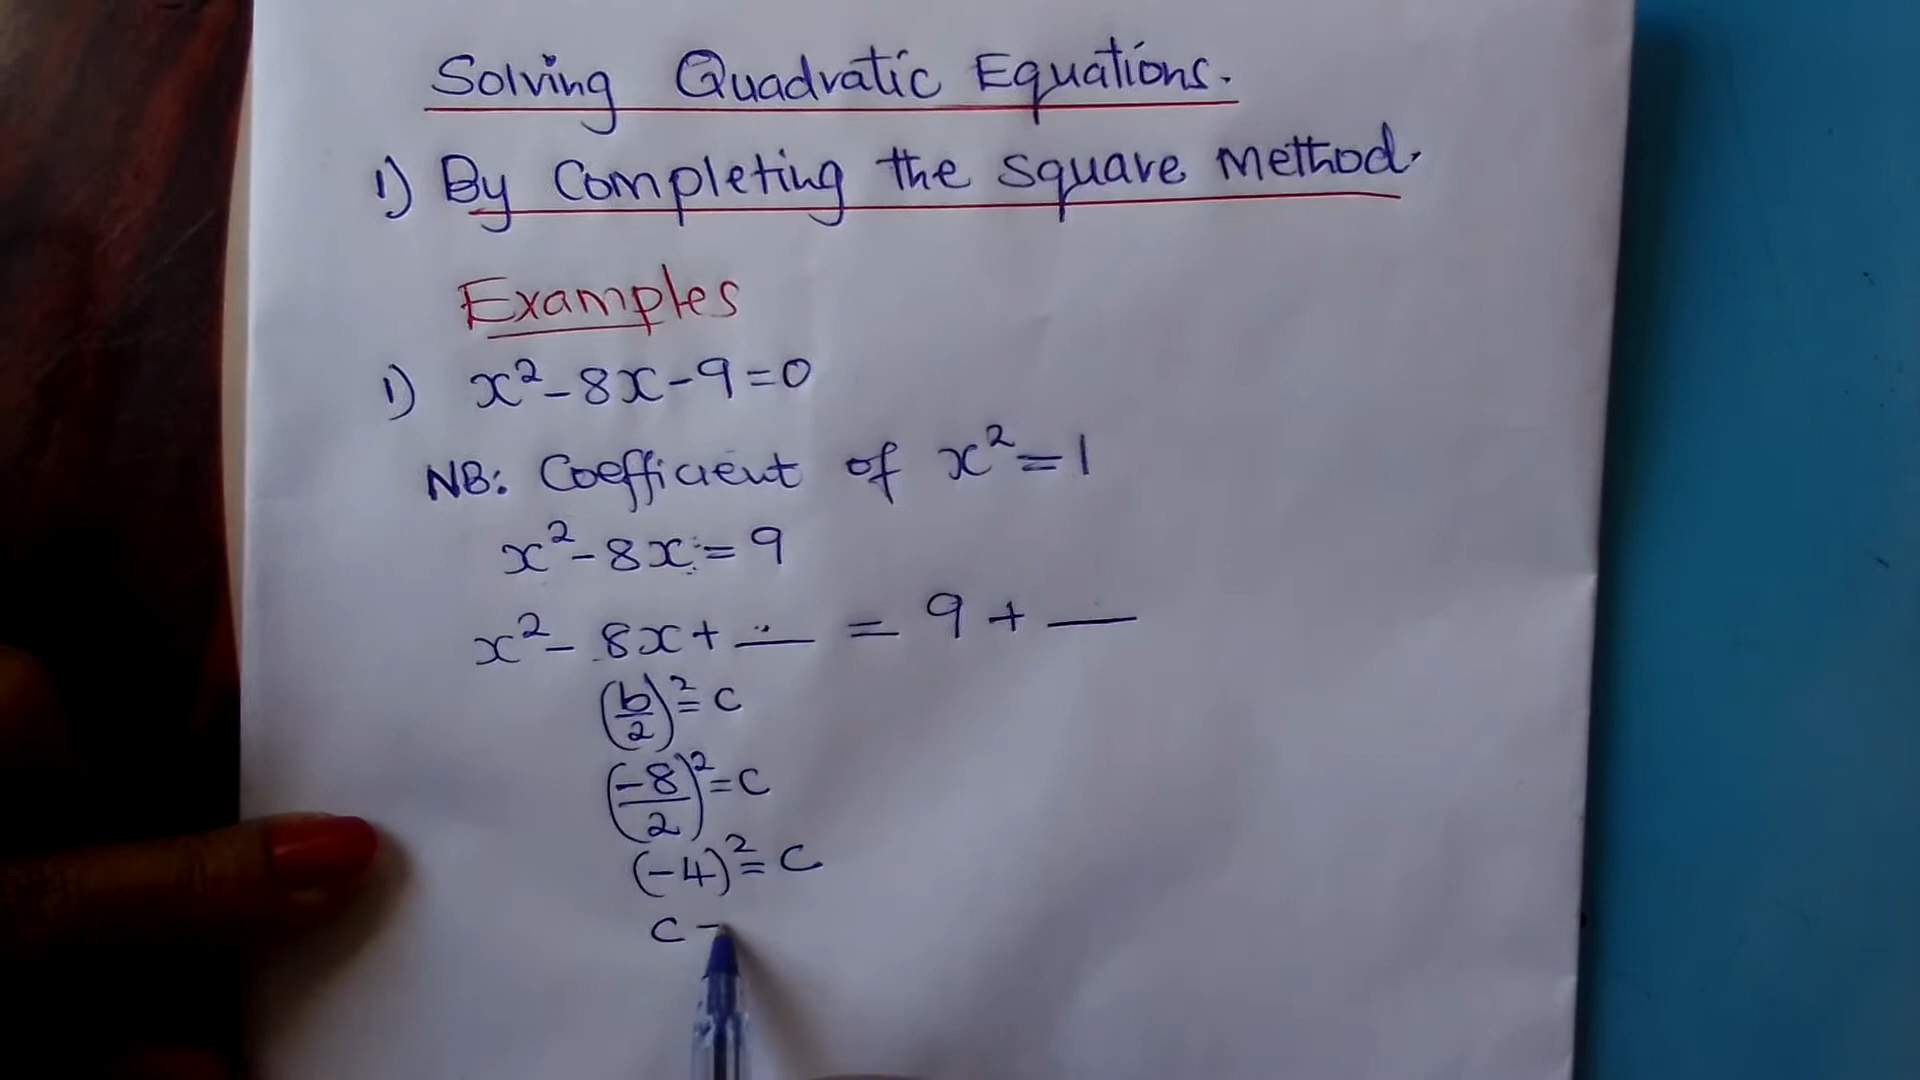 Solving Quadratic Equations.
1) By Completing the square Method.
Examples
1) x²-8x-9=0
NB: Coefficient of x²=1
x²-8x=9
x²-8x+__ = 9+__
(b/2)²=c
(-8/2)²=c
(-4)²=c
c -